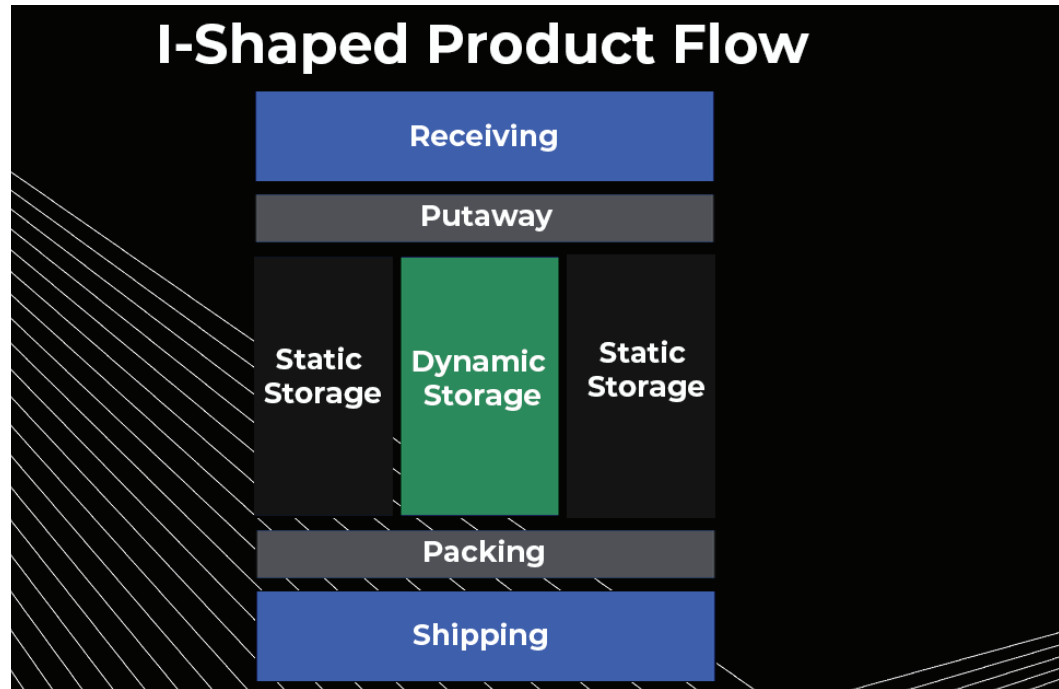 I-Shaped Product Flow
Receiving
Putaway
Static
Storage
Dynamic
Storage
Static
Storage
Packing
Shipping